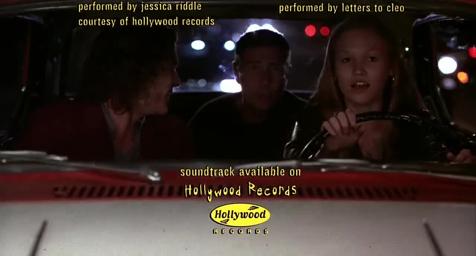 performed by jessica riddle
courtesy of hollywood records
performed by letters to cleo
soundtrack available on
Hollywood Records
Hollywood
RECORDS